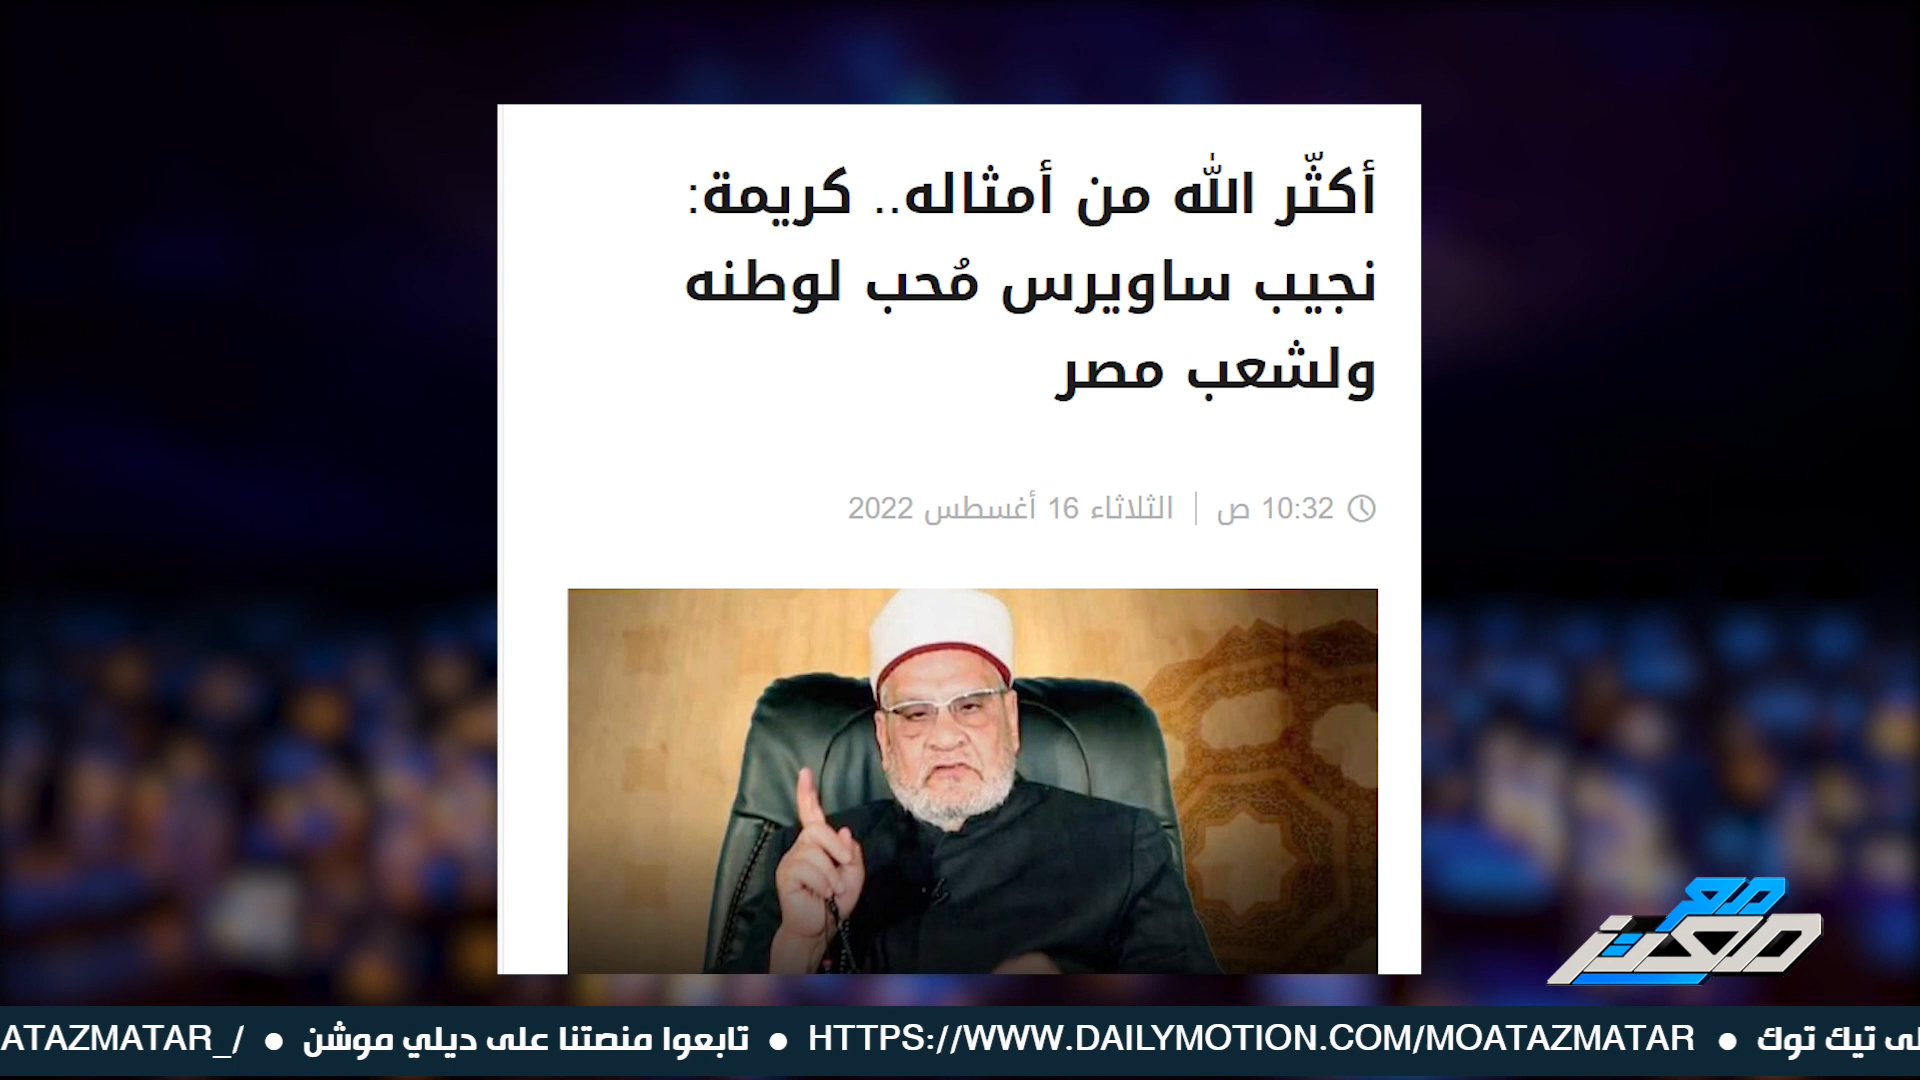 أكثّر الله من أمثاله.. كريمة:
نجيب ساويرس مُحب لوطنه
ولشعب مصر
10:32 ص | الثلاثاء 16 أغسطس 2022
مع
معتز
لى تيك توك ● HTTPS://WWW.DAILYMOTION.COM/MOATAZMATAR ● تابعوا منصتنا على ديلي موشن ● ATAZMATAR_/